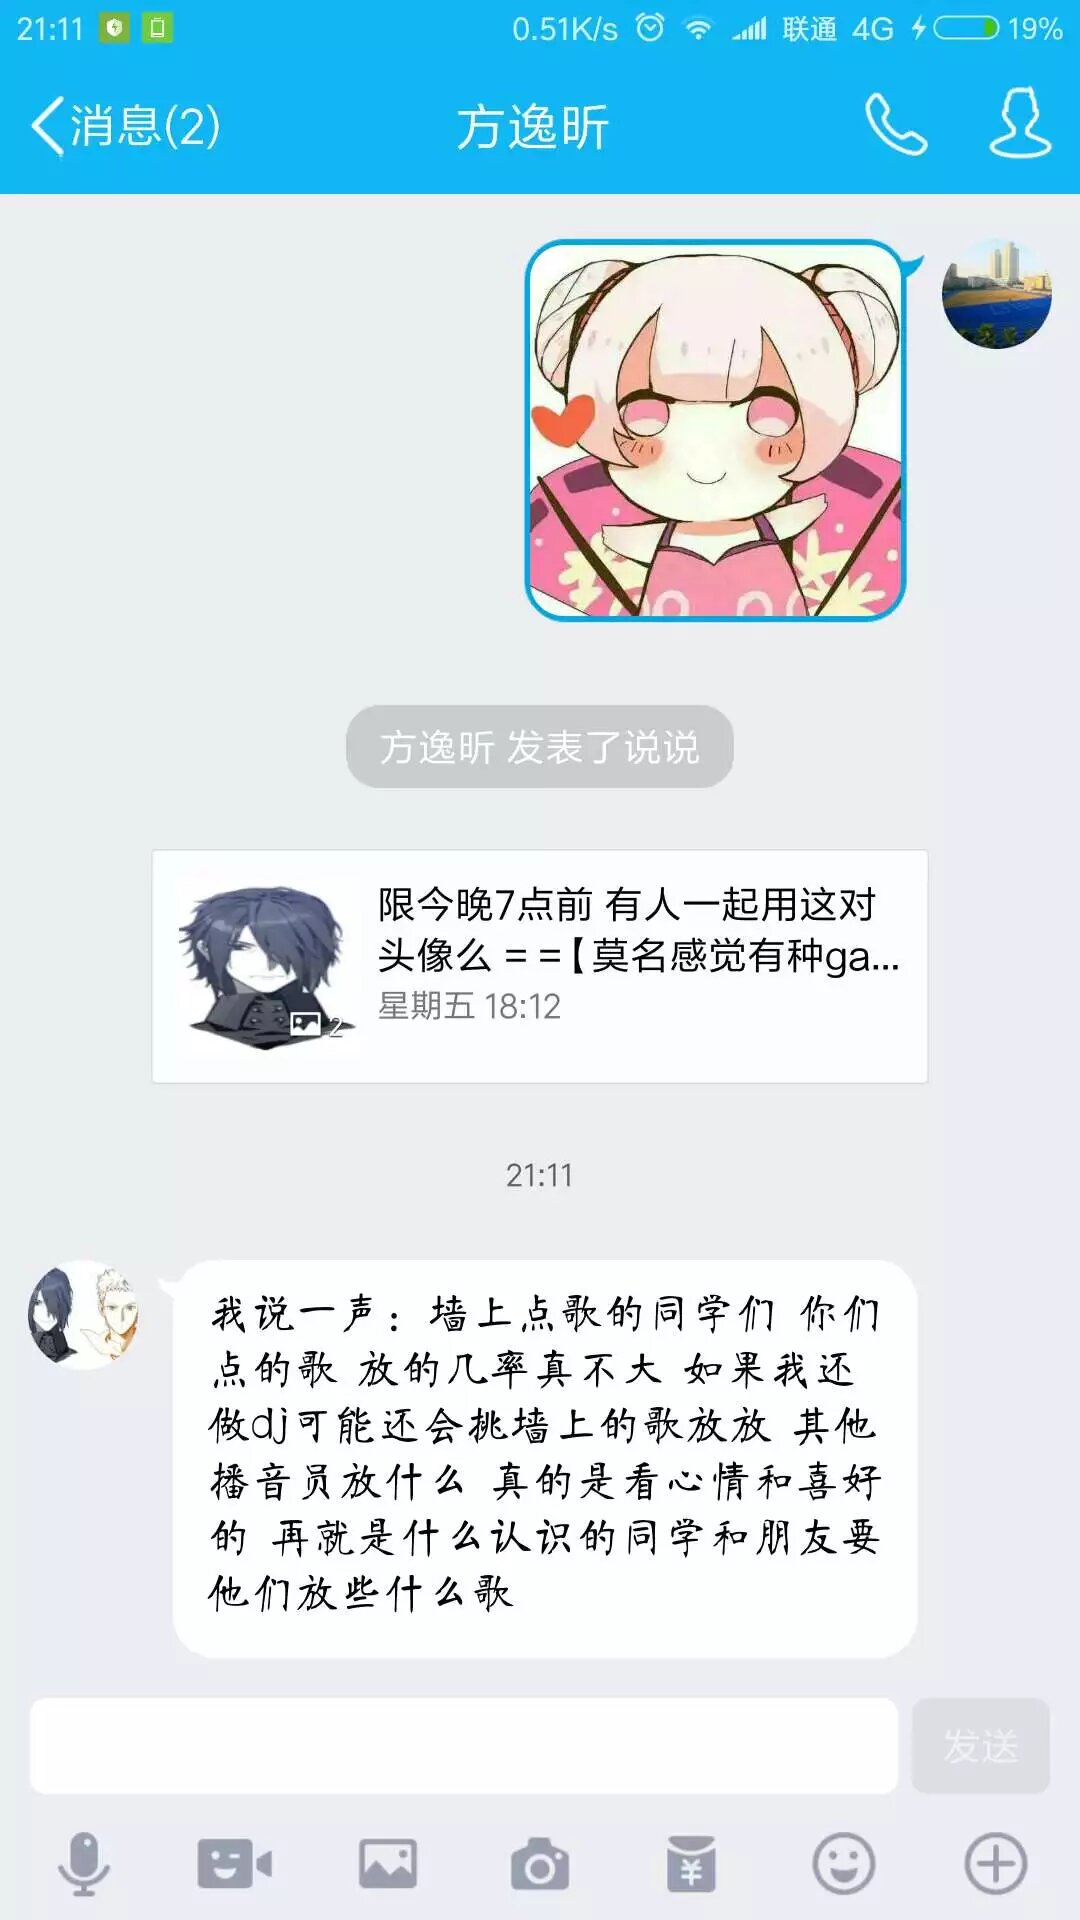 21:11 0.51K/s 联通 4G 19%
消息(2) 方逸昕
方逸昕 发表了说说
限今晚7点前 有人一起用这对
头像么 = =【莫名感觉有种ga...
星期五 18:12
2
21:11
我说一声：墙上点歌的同学们 你们
点的歌 放的几率真不大 如果我还
做dj可能还会挑墙上的歌放放 其他
播音员放什么 真的是看心情和喜好
的 再就是什么认识的同学和朋友要
他们放些什么歌
发送